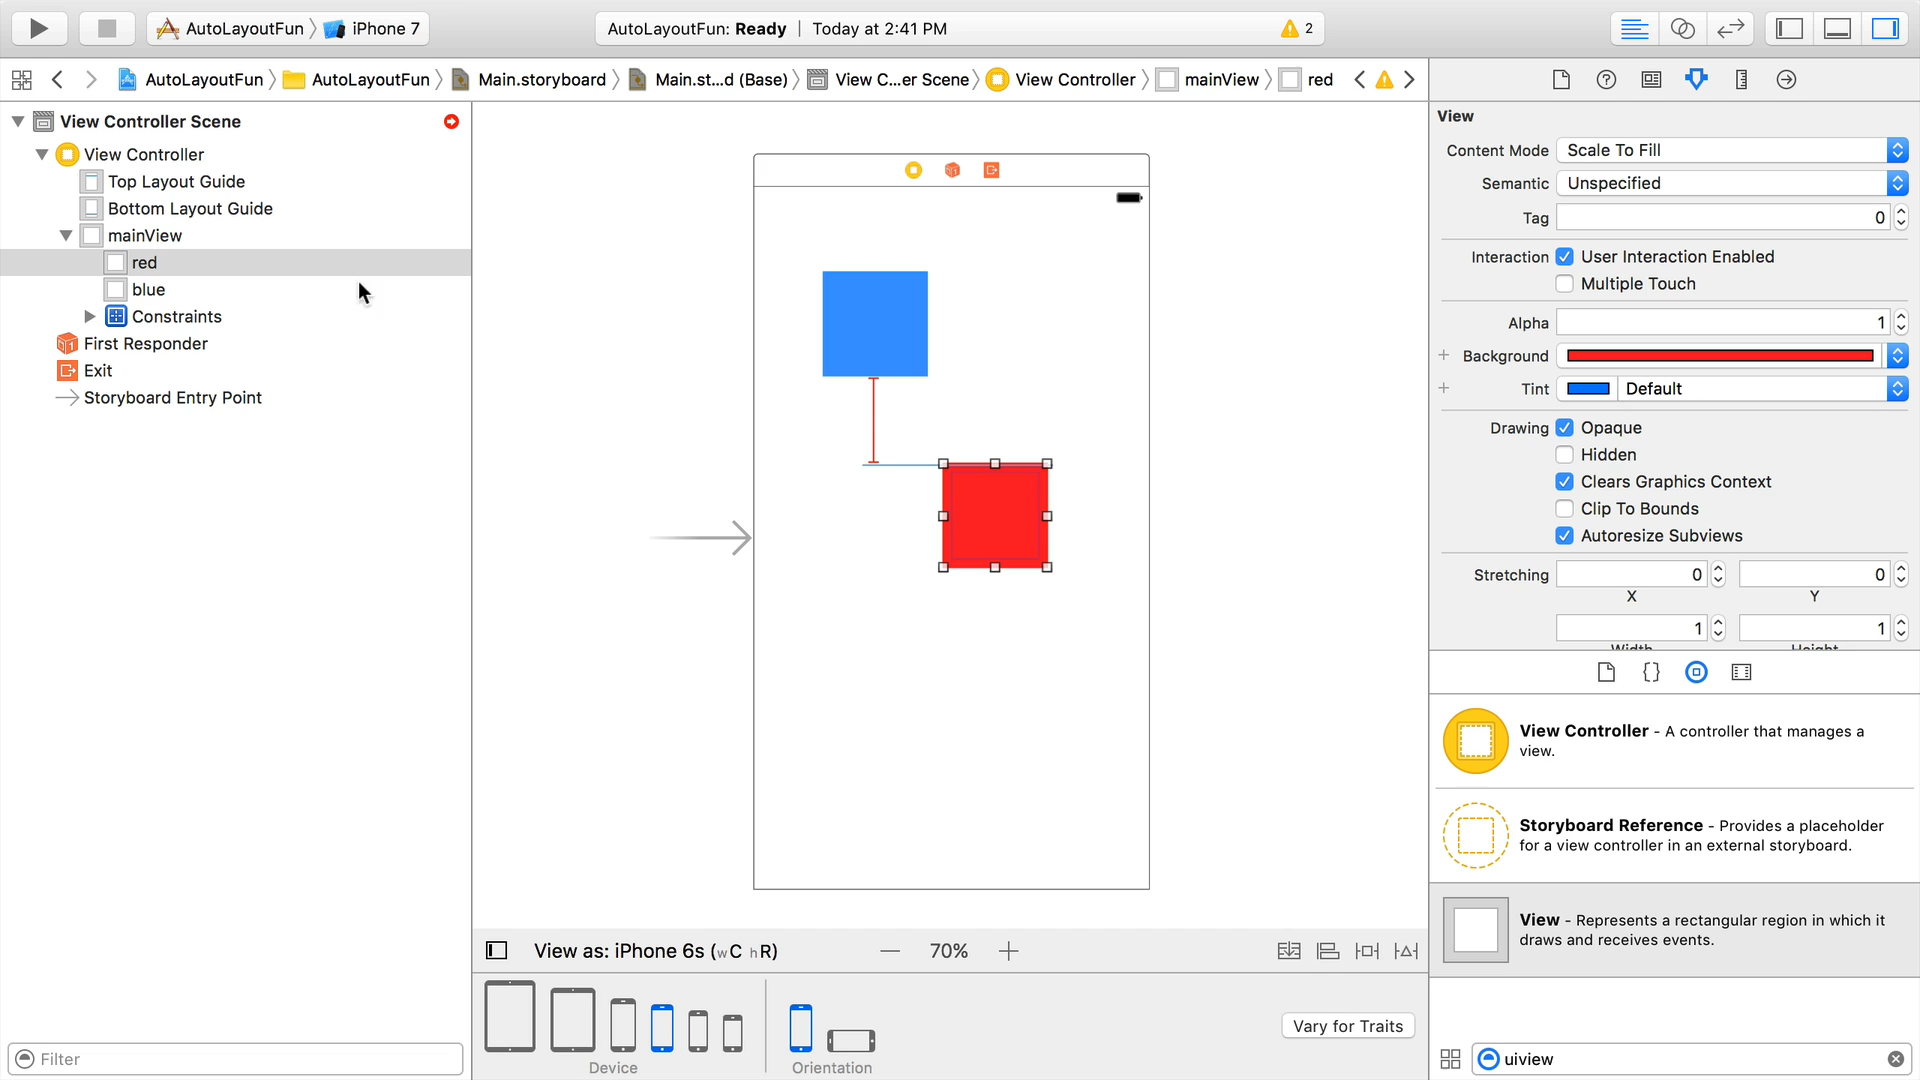 AutoLayoutFun
iPhone 7
AutoLayoutFun: Ready | Today at 2:41 PM
2
AutoLayoutFun
AutoLayoutFun
Main.storyboard
Main.st...d (Base)
View C...er Scene
View Controller
mainView
red
View Controller Scene
View Controller
Top Layout Guide
Bottom Layout Guide
mainView
red
blue
Constraints
First Responder
Exit
Storyboard Entry Point
Filter
View as: iPhone 6s (wC hR)
70%
Device
Orientation
Vary for Traits
View
Content Mode Scale To Fill
Semantic Unspecified
Tag 0
Interaction User Interaction Enabled
Multiple Touch
Alpha 1
+ Background
+ Tint Default
Drawing Opaque
Hidden
Clears Graphics Context
Clip To Bounds
Autoresize Subviews
Stretching 0 0
X Y
1 1
Width Height
{}
View Controller - A controller that manages a
view.
Storyboard Reference - Provides a placeholder
for a view controller in an external storyboard.
View - Represents a rectangular region in which it
draws and receives events.
uiview